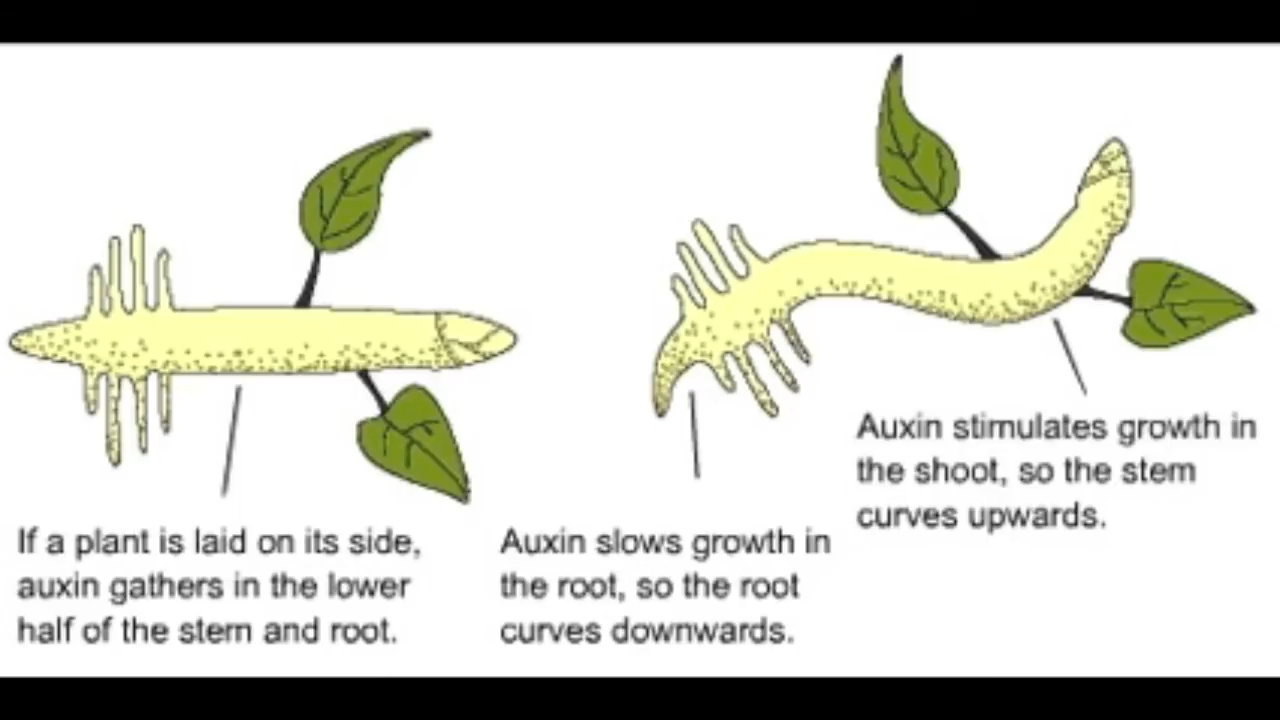 If a plant is laid on its side,
auxin gathers in the lower
half of the stem and root.
Auxin slows growth in
the root, so the root
curves downwards.
Auxin stimulates growth in
the shoot, so the stem
curves upwards.